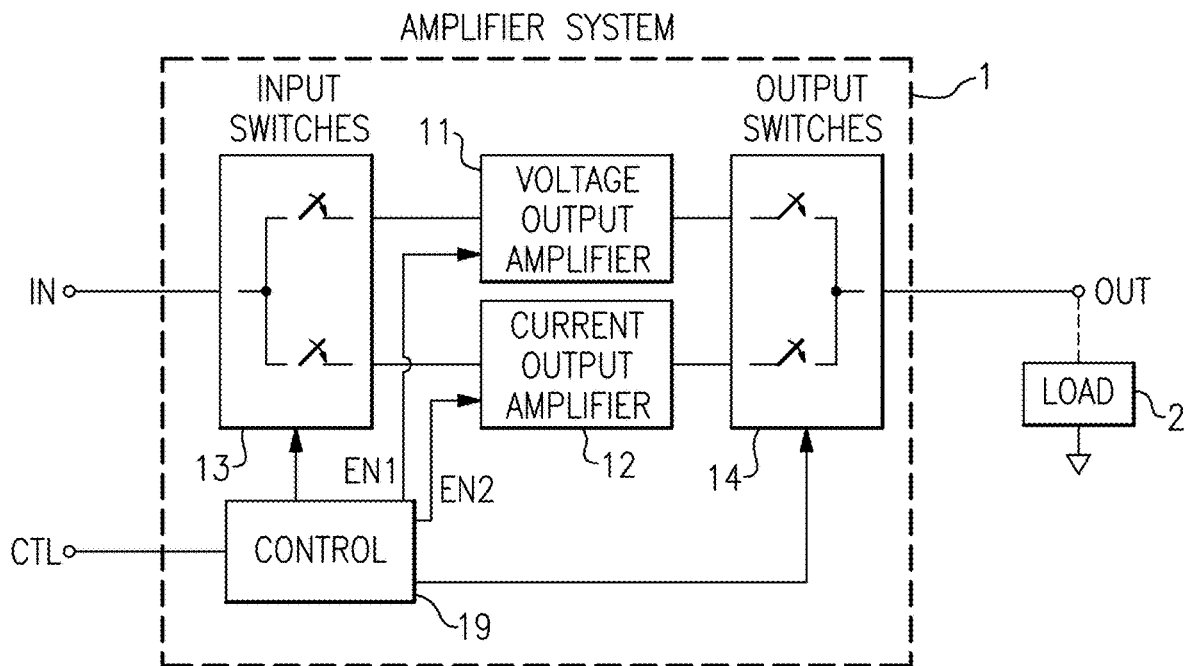 AMPLIFIER SYSTEM
1
INPUT
SWITCHES
OUTPUT
SWITCHES
11
VOLTAGE
OUTPUT
AMPLIFIER
IN
OUT
CURRENT
OUTPUT
AMPLIFIER
LOAD
2
13
EN1
EN2
12
14
CTL
CONTROL
19